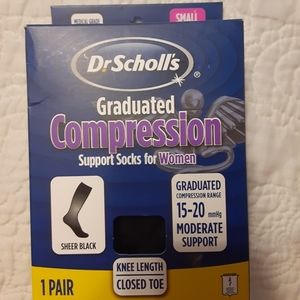 MEDICAL GRADE
SMALL
Dr Scholl's®
Graduated
Compression
Support Socks for Women
GRADUATED
COMPRESSION RANGE
15-20 mmHg
MODERATE
SUPPORT
SHEER BLACK
KNEE LENGTH
CLOSED TOE
1 PAIR